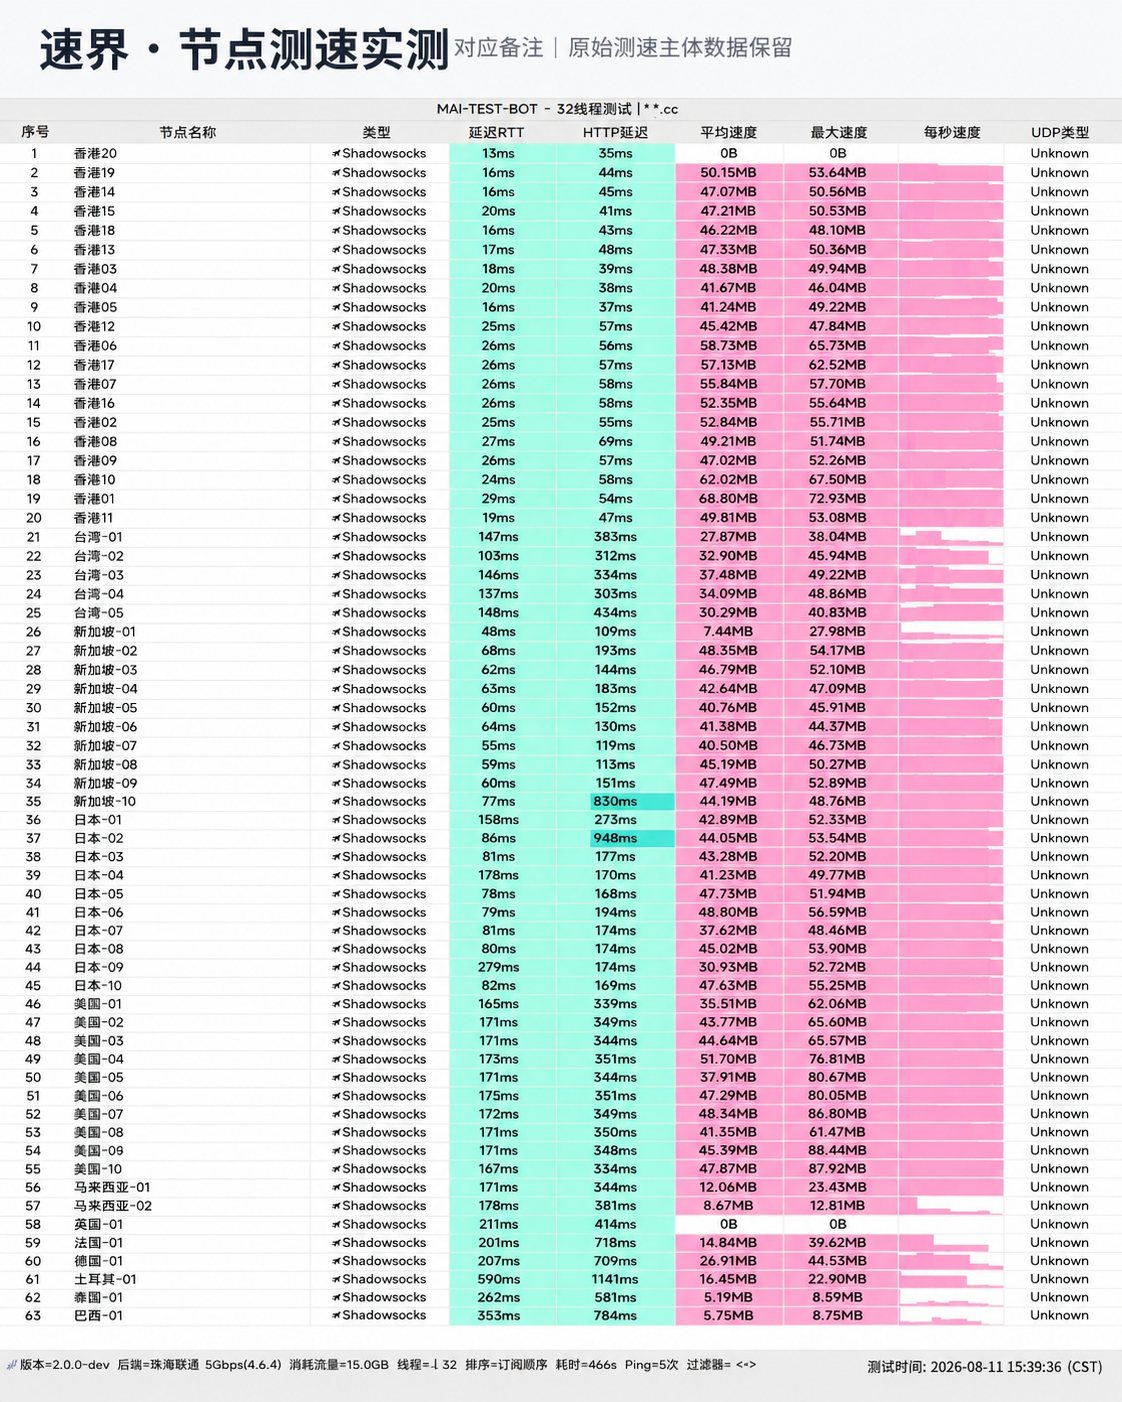 速界·节点测速实测 对应备注｜原始测速主体数据保留
MAI-TEST-BOT - 32线程测试 | * *.cc
序号 节点名称 类型 延迟RTT HTTP延迟 平均速度 最大速度 每秒速度 UDP类型
1 香港20 Shadowsocks 13ms 35ms 0B 0B Unknown
2 香港19 Shadowsocks 16ms 44ms 50.15MB 53.64MB Unknown
3 香港14 Shadowsocks 16ms 45ms 47.07MB 50.56MB Unknown
4 香港15 Shadowsocks 20ms 41ms 47.21MB 50.53MB Unknown
5 香港18 Shadowsocks 16ms 43ms 46.22MB 48.10MB Unknown
6 香港13 Shadowsocks 17ms 48ms 47.33MB 50.36MB Unknown
7 香港03 Shadowsocks 18ms 39ms 48.38MB 49.94MB Unknown
8 香港04 Shadowsocks 20ms 38ms 41.67MB 46.04MB Unknown
9 香港05 Shadowsocks 16ms 37ms 41.24MB 49.22MB Unknown
10 香港12 Shadowsocks 25ms 57ms 45.42MB 47.84MB Unknown
11 香港06 Shadowsocks 26ms 56ms 58.73MB 65.73MB Unknown
12 香港17 Shadowsocks 26ms 57ms 57.13MB 62.52MB Unknown
13 香港07 Shadowsocks 26ms 58ms 55.84MB 57.70MB Unknown
14 香港16 Shadowsocks 26ms 58ms 52.35MB 55.64MB Unknown
15 香港02 Shadowsocks 25ms 55ms 52.84MB 55.71MB Unknown
16 香港08 Shadowsocks 27ms 69ms 49.21MB 51.74MB Unknown
17 香港09 Shadowsocks 26ms 57ms 47.02MB 52.26MB Unknown
18 香港10 Shadowsocks 24ms 58ms 62.02MB 67.50MB Unknown
19 香港01 Shadowsocks 29ms 54ms 68.80MB 72.93MB Unknown
20 香港11 Shadowsocks 19ms 47ms 49.81MB 53.08MB Unknown
21 台湾-01 Shadowsocks 147ms 383ms 27.87MB 38.04MB Unknown
22 台湾-02 Shadowsocks 103ms 312ms 32.90MB 45.94MB Unknown
23 台湾-03 Shadowsocks 146ms 334ms 37.48MB 49.22MB Unknown
24 台湾-04 Shadowsocks 137ms 303ms 34.09MB 48.86MB Unknown
25 台湾-05 Shadowsocks 148ms 434ms 30.29MB 40.83MB Unknown
26 新加坡-01 Shadowsocks 48ms 109ms 7.44MB 27.98MB Unknown
27 新加坡-02 Shadowsocks 68ms 193ms 48.35MB 54.17MB Unknown
28 新加坡-03 Shadowsocks 62ms 144ms 46.79MB 52.10MB Unknown
29 新加坡-04 Shadowsocks 63ms 183ms 42.64MB 47.09MB Unknown
30 新加坡-05 Shadowsocks 60ms 152ms 40.76MB 45.91MB Unknown
31 新加坡-06 Shadowsocks 64ms 130ms 41.38MB 44.37MB Unknown
32 新加坡-07 Shadowsocks 55ms 119ms 40.50MB 46.73MB Unknown
33 新加坡-08 Shadowsocks 59ms 113ms 45.19MB 50.27MB Unknown
34 新加坡-09 Shadowsocks 60ms 151ms 47.49MB 52.89MB Unknown
35 新加坡-10 Shadowsocks 77ms 830ms 44.19MB 48.76MB Unknown
36 日本-01 Shadowsocks 158ms 273ms 42.89MB 52.33MB Unknown
37 日本-02 Shadowsocks 86ms 948ms 44.05MB 53.54MB Unknown
38 日本-03 Shadowsocks 81ms 177ms 43.28MB 52.20MB Unknown
39 日本-04 Shadowsocks 178ms 170ms 41.23MB 49.77MB Unknown
40 日本-05 Shadowsocks 78ms 168ms 47.73MB 51.94MB Unknown
41 日本-06 Shadowsocks 79ms 194ms 48.80MB 56.59MB Unknown
42 日本-07 Shadowsocks 81ms 174ms 37.62MB 48.46MB Unknown
43 日本-08 Shadowsocks 80ms 174ms 45.02MB 53.90MB Unknown
44 日本-09 Shadowsocks 279ms 174ms 30.93MB 52.72MB Unknown
45 日本-10 Shadowsocks 82ms 169ms 47.63MB 55.25MB Unknown
46 美国-01 Shadowsocks 165ms 339ms 35.51MB 62.06MB Unknown
47 美国-02 Shadowsocks 171ms 349ms 43.77MB 65.60MB Unknown
48 美国-03 Shadowsocks 171ms 344ms 44.64MB 65.57MB Unknown
49 美国-04 Shadowsocks 173ms 351ms 51.70MB 76.81MB Unknown
50 美国-05 Shadowsocks 171ms 344ms 37.91MB 80.67MB Unknown
51 美国-06 Shadowsocks 175ms 351ms 47.29MB 80.05MB Unknown
52 美国-07 Shadowsocks 172ms 349ms 48.34MB 86.80MB Unknown
53 美国-08 Shadowsocks 171ms 350ms 41.35MB 61.47MB Unknown
54 美国-09 Shadowsocks 171ms 348ms 45.39MB 88.44MB Unknown
55 美国-10 Shadowsocks 167ms 334ms 47.87MB 87.92MB Unknown
56 马来西亚-01 Shadowsocks 171ms 344ms 12.06MB 23.43MB Unknown
57 马来西亚-02 Shadowsocks 178ms 381ms 8.67MB 12.81MB Unknown
58 英国-01 Shadowsocks 211ms 414ms 0B 0B Unknown
59 法国-01 Shadowsocks 201ms 718ms 14.84MB 39.62MB Unknown
60 德国-01 Shadowsocks 207ms 709ms 26.91MB 44.53MB Unknown
61 土耳其-01 Shadowsocks 590ms 1141ms 16.45MB 22.90MB Unknown
62 泰国-01 Shadowsocks 262ms 581ms 5.19MB 8.59MB Unknown
63 巴西-01 Shadowsocks 353ms 784ms 5.75MB 8.75MB Unknown
版本=2.0.0-dev 后端=珠海联通 5Gbps(4.6.4) 消耗流量=15.0GB 线程= 32 排序=订阅顺序 耗时=466s Ping=5次 过滤器= <->
测试时间: 2026-08-11 15:39:36 (CST)